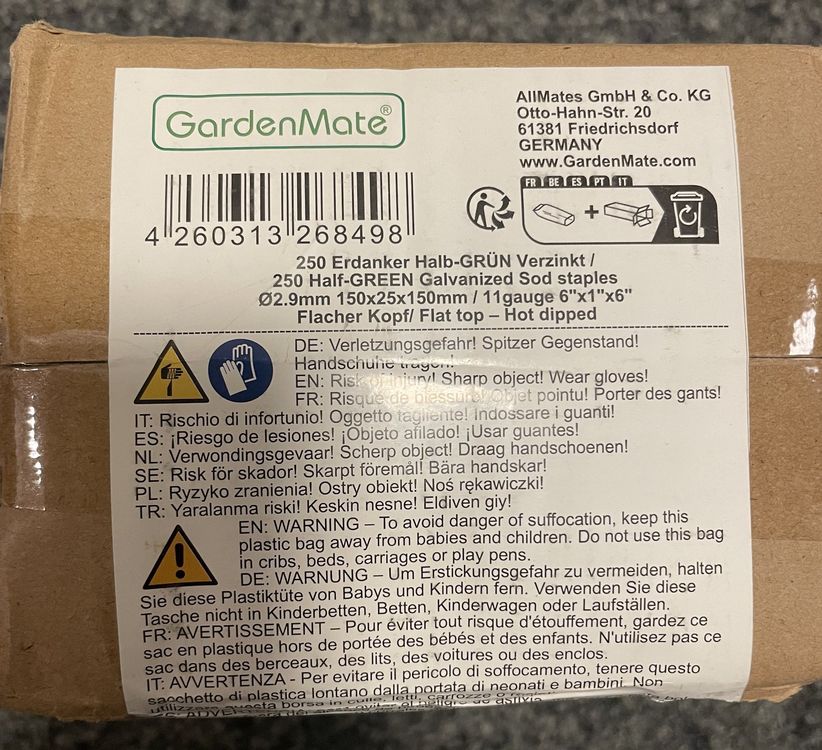 GardenMate®
AllMates GmbH & Co. KG
Otto-Hahn-Str. 20
61381 Friedrichsdorf
GERMANY
www.GardenMate.com
FR BE ES PT IT
+
4 260313 268498
250 Erdanker Halb-GRÜN Verzinkt /
250 Half-GREEN Galvanized Sod staples
Ø2.9mm 150x25x150mm / 11gauge 6"x1"x6"
Flacher Kopf/ Flat top – Hot dipped
DE: Verletzungsgefahr! Spitzer Gegenstand!
Handschuhe tragen!
EN: Risk of injury! Sharp object! Wear gloves!
FR: Risque de blessure! Objet pointu! Porter des gants!
IT: Rischio di infortunio! Oggetto tagliente! Indossare i guanti!
ES: ¡Riesgo de lesiones! ¡Objeto afilado! ¡Usar guantes!
NL: Verwondingsgevaar! Scherp object! Draag handschoenen!
SE: Risk för skador! Skarpt föremål! Bära handskar!
PL: Ryzyko zranienia! Ostry obiekt! Noś rękawiczki!
TR: Yaralanma riski! Keskin nesne! Eldiven giy!
EN: WARNING – To avoid danger of suffocation, keep this
plastic bag away from babies and children. Do not use this bag
in cribs, beds, carriages or play pens.
DE: WARNUNG – Um Erstickungsgefahr zu vermeiden, halten
Sie diese Plastiktüte von Babys und Kindern fern. Verwenden Sie diese
Tasche nicht in Kinderbetten, Betten, Kinderwagen oder Laufställen.
FR: AVERTISSEMENT – Pour éviter tout risque d'étouffement, gardez ce
sac en plastique hors de portée des bébés et des enfants. N'utilisez pas ce
sac dans des berceaux, des lits, des voitures ou des enclos.
IT: AVVERTENZA - Per evitare il pericolo di soffocamento, tenere questo
sacchetto di plastica lontano dalla portata di neonati e bambini. Non
utilizzare questa borsa in culle, letti, carrozze o